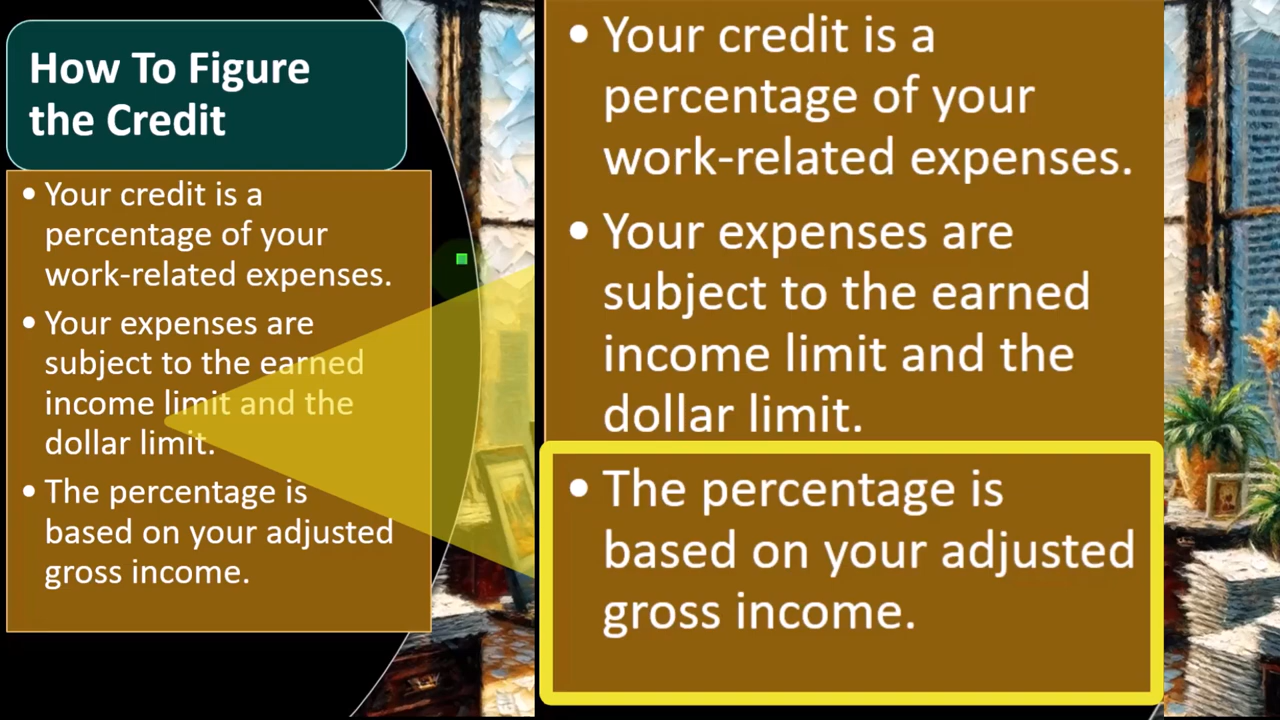 How To Figure
the Credit
• Your credit is a
percentage of your
work-related expenses.
• Your expenses are
subject to the earned
income limit and the
dollar limit.
• The percentage is
based on your adjusted
gross income.
• Your credit is a
percentage of your
work-related expenses.
• Your expenses are
subject to the earned
income limit and the
dollar limit.
• The percentage is
based on your adjusted
gross income.